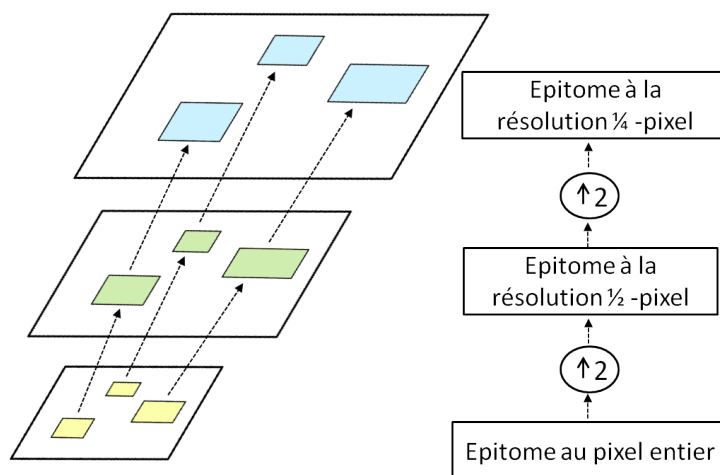 Epitome à la
résolution ¼ -pixel
↑2
Epitome à la
résolution ½ -pixel
↑2
Epitome au pixel entier